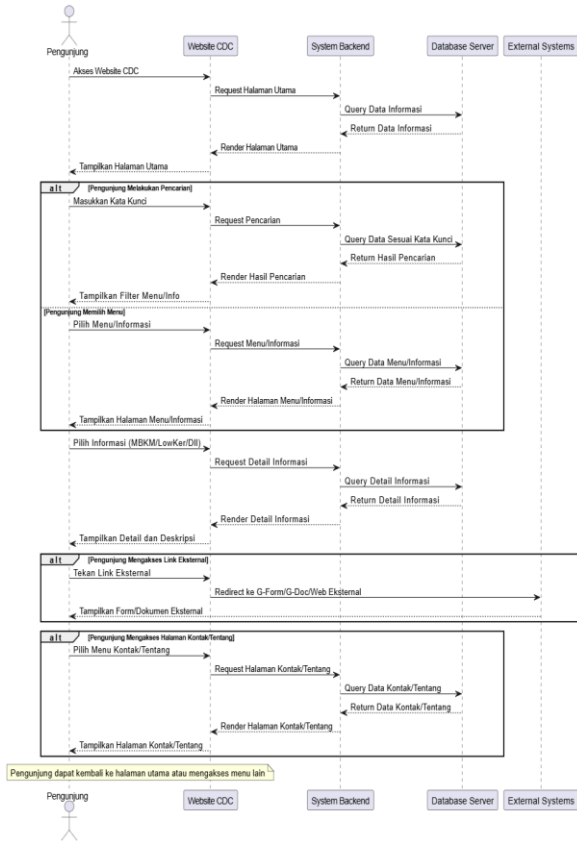 Pengunjung
Website CDC
System Backend
Database Server
External Systems
Akses Website CDC
Request Halaman Utama
Query Data Informasi
Return Data Informasi
Render Halaman Utama
Tampilkan Halaman Utama
alt [Pengunjung Melakukan Pencarian]
Masukkan Kata Kunci
Request Pencarian
Query Data Sesuai Kata Kunci
Return Hasil Pencarian
Render Hasil Pencarian
Tampilkan Filter Menu/Info
[Pengunjung Memilih Menu]
Pilih Menu/Informasi
Request Menu/Informasi
Query Data Menu/Informasi
Return Data Menu/Informasi
Render Halaman Menu/Informasi
Tampilkan Halaman Menu/Informasi
Pilih Informasi (MBKM/LowKer/Dll)
Request Detail Informasi
Query Detail Informasi
Return Detail Informasi
Render Detail Informasi
Tampilkan Detail dan Deskripsi
alt [Pengunjung Mengakses Link Eksternal]
Tekan Link Eksternal
Redirect ke G-Form/G-Doc/Web Eksternal
Tampilkan Form/Dokumen Eksternal
alt [Pengunjung Mengakses Halaman Kontak/Tentang]
Pilih Menu Kontak/Tentang
Request Halaman Kontak/Tentang
Query Data Kontak/Tentang
Return Data Kontak/Tentang
Render Halaman Kontak/Tentang
Tampilkan Halaman Kontak/Tentang
Pengunjung dapat kembali ke halaman utama atau mengakses menu lain
Pengunjung
Website CDC
System Backend
Database Server
External Systems